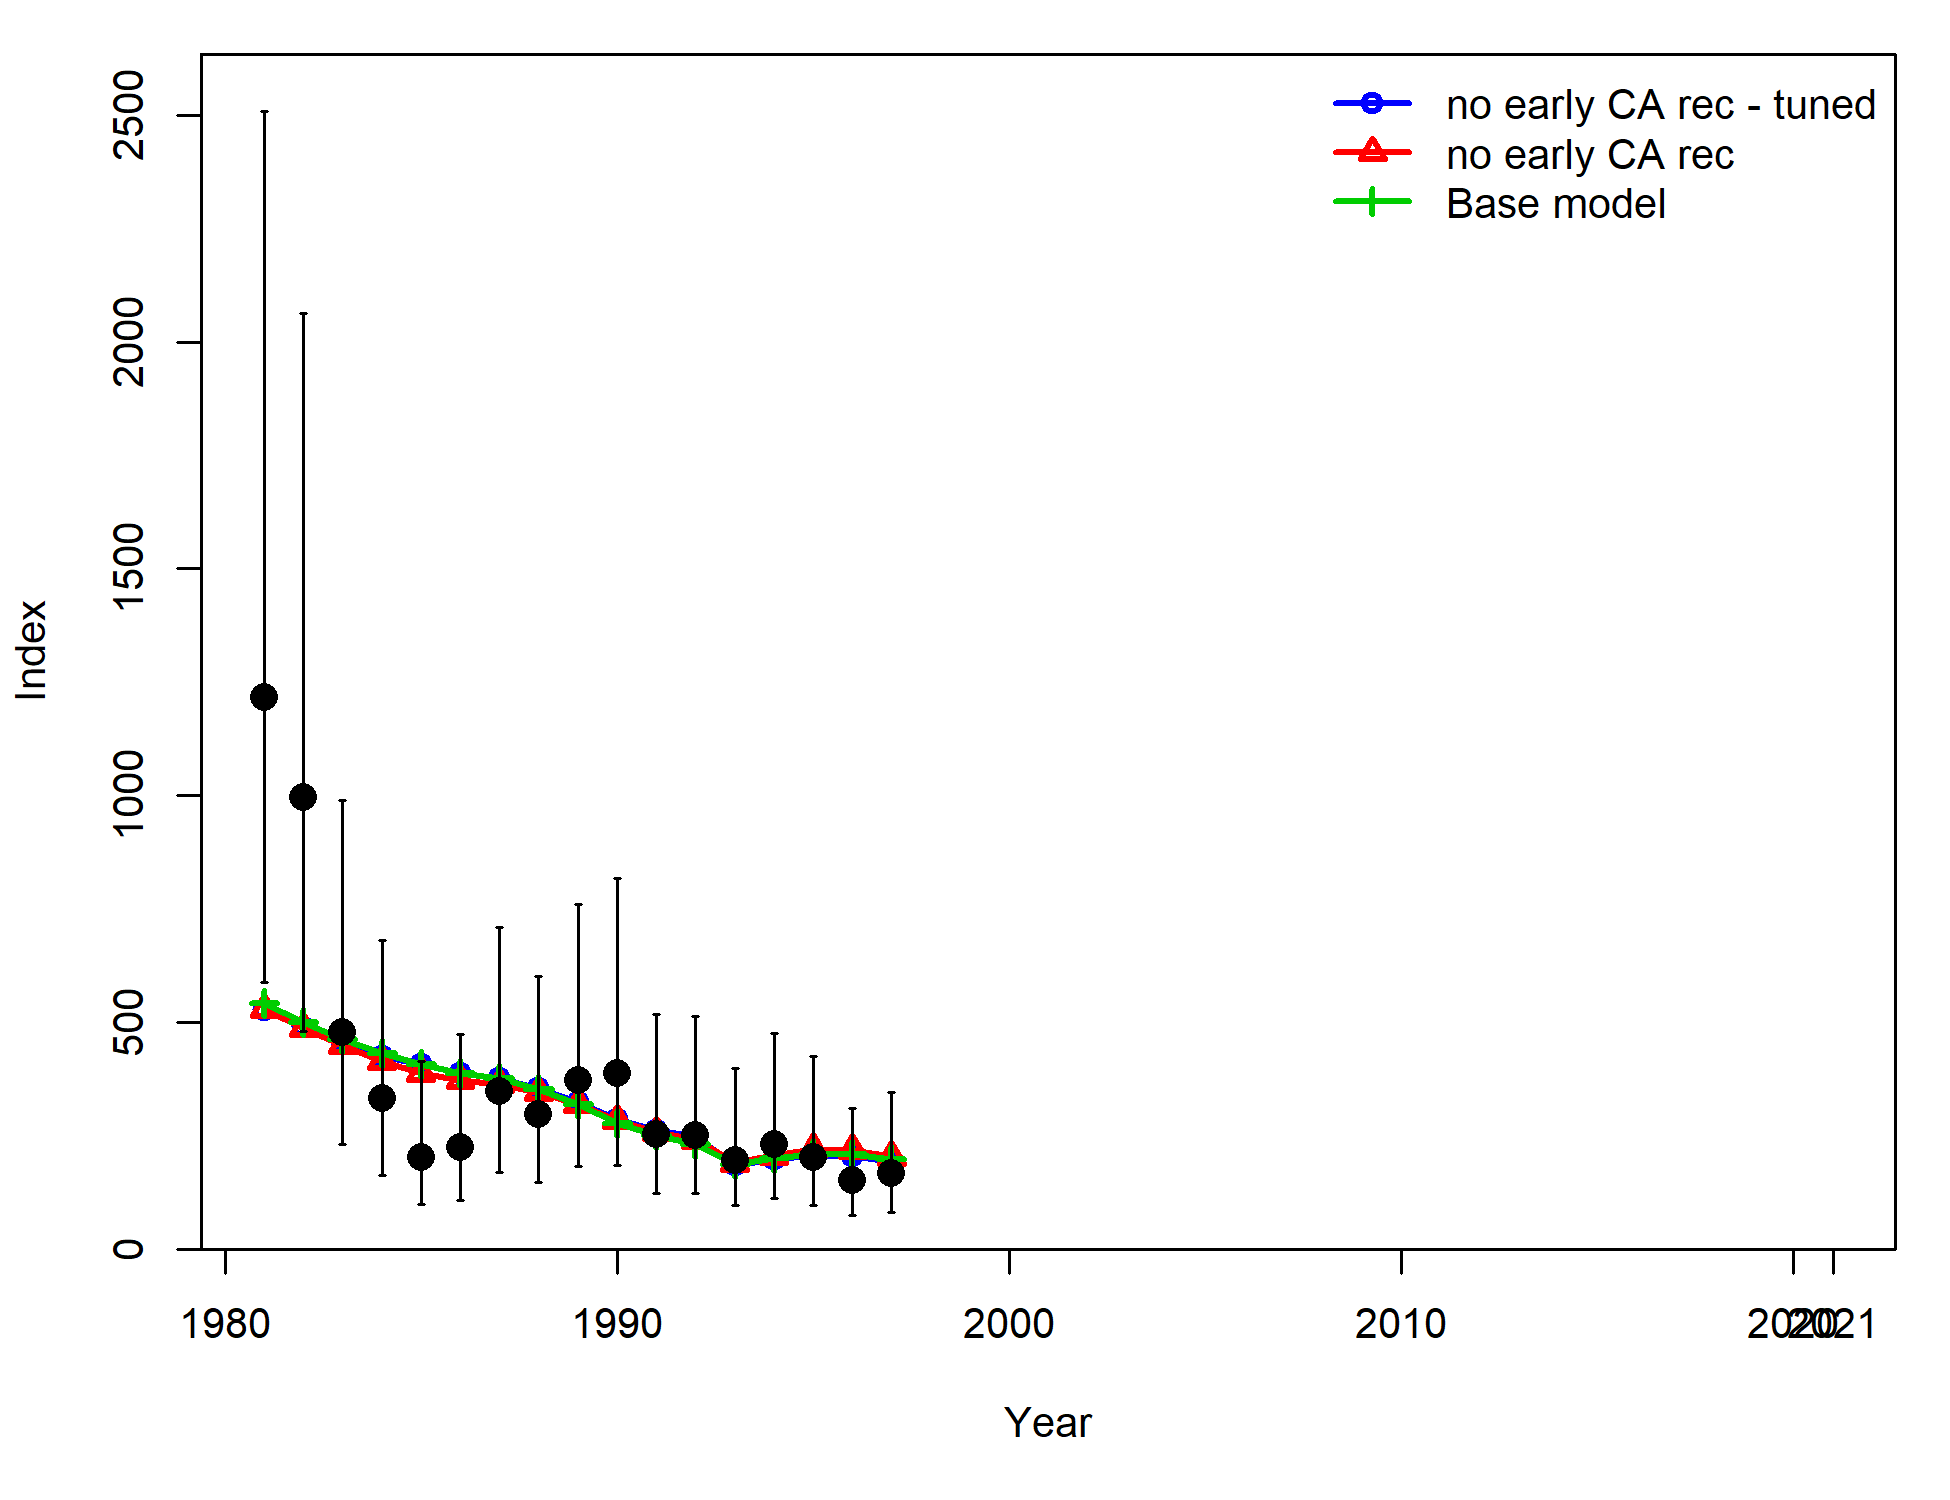 no early CA rec - tuned
no early CA rec
Base model
2500
2000
1500
1000
500
0
Index
1980 1990 2000 2010 2020 2021
Year